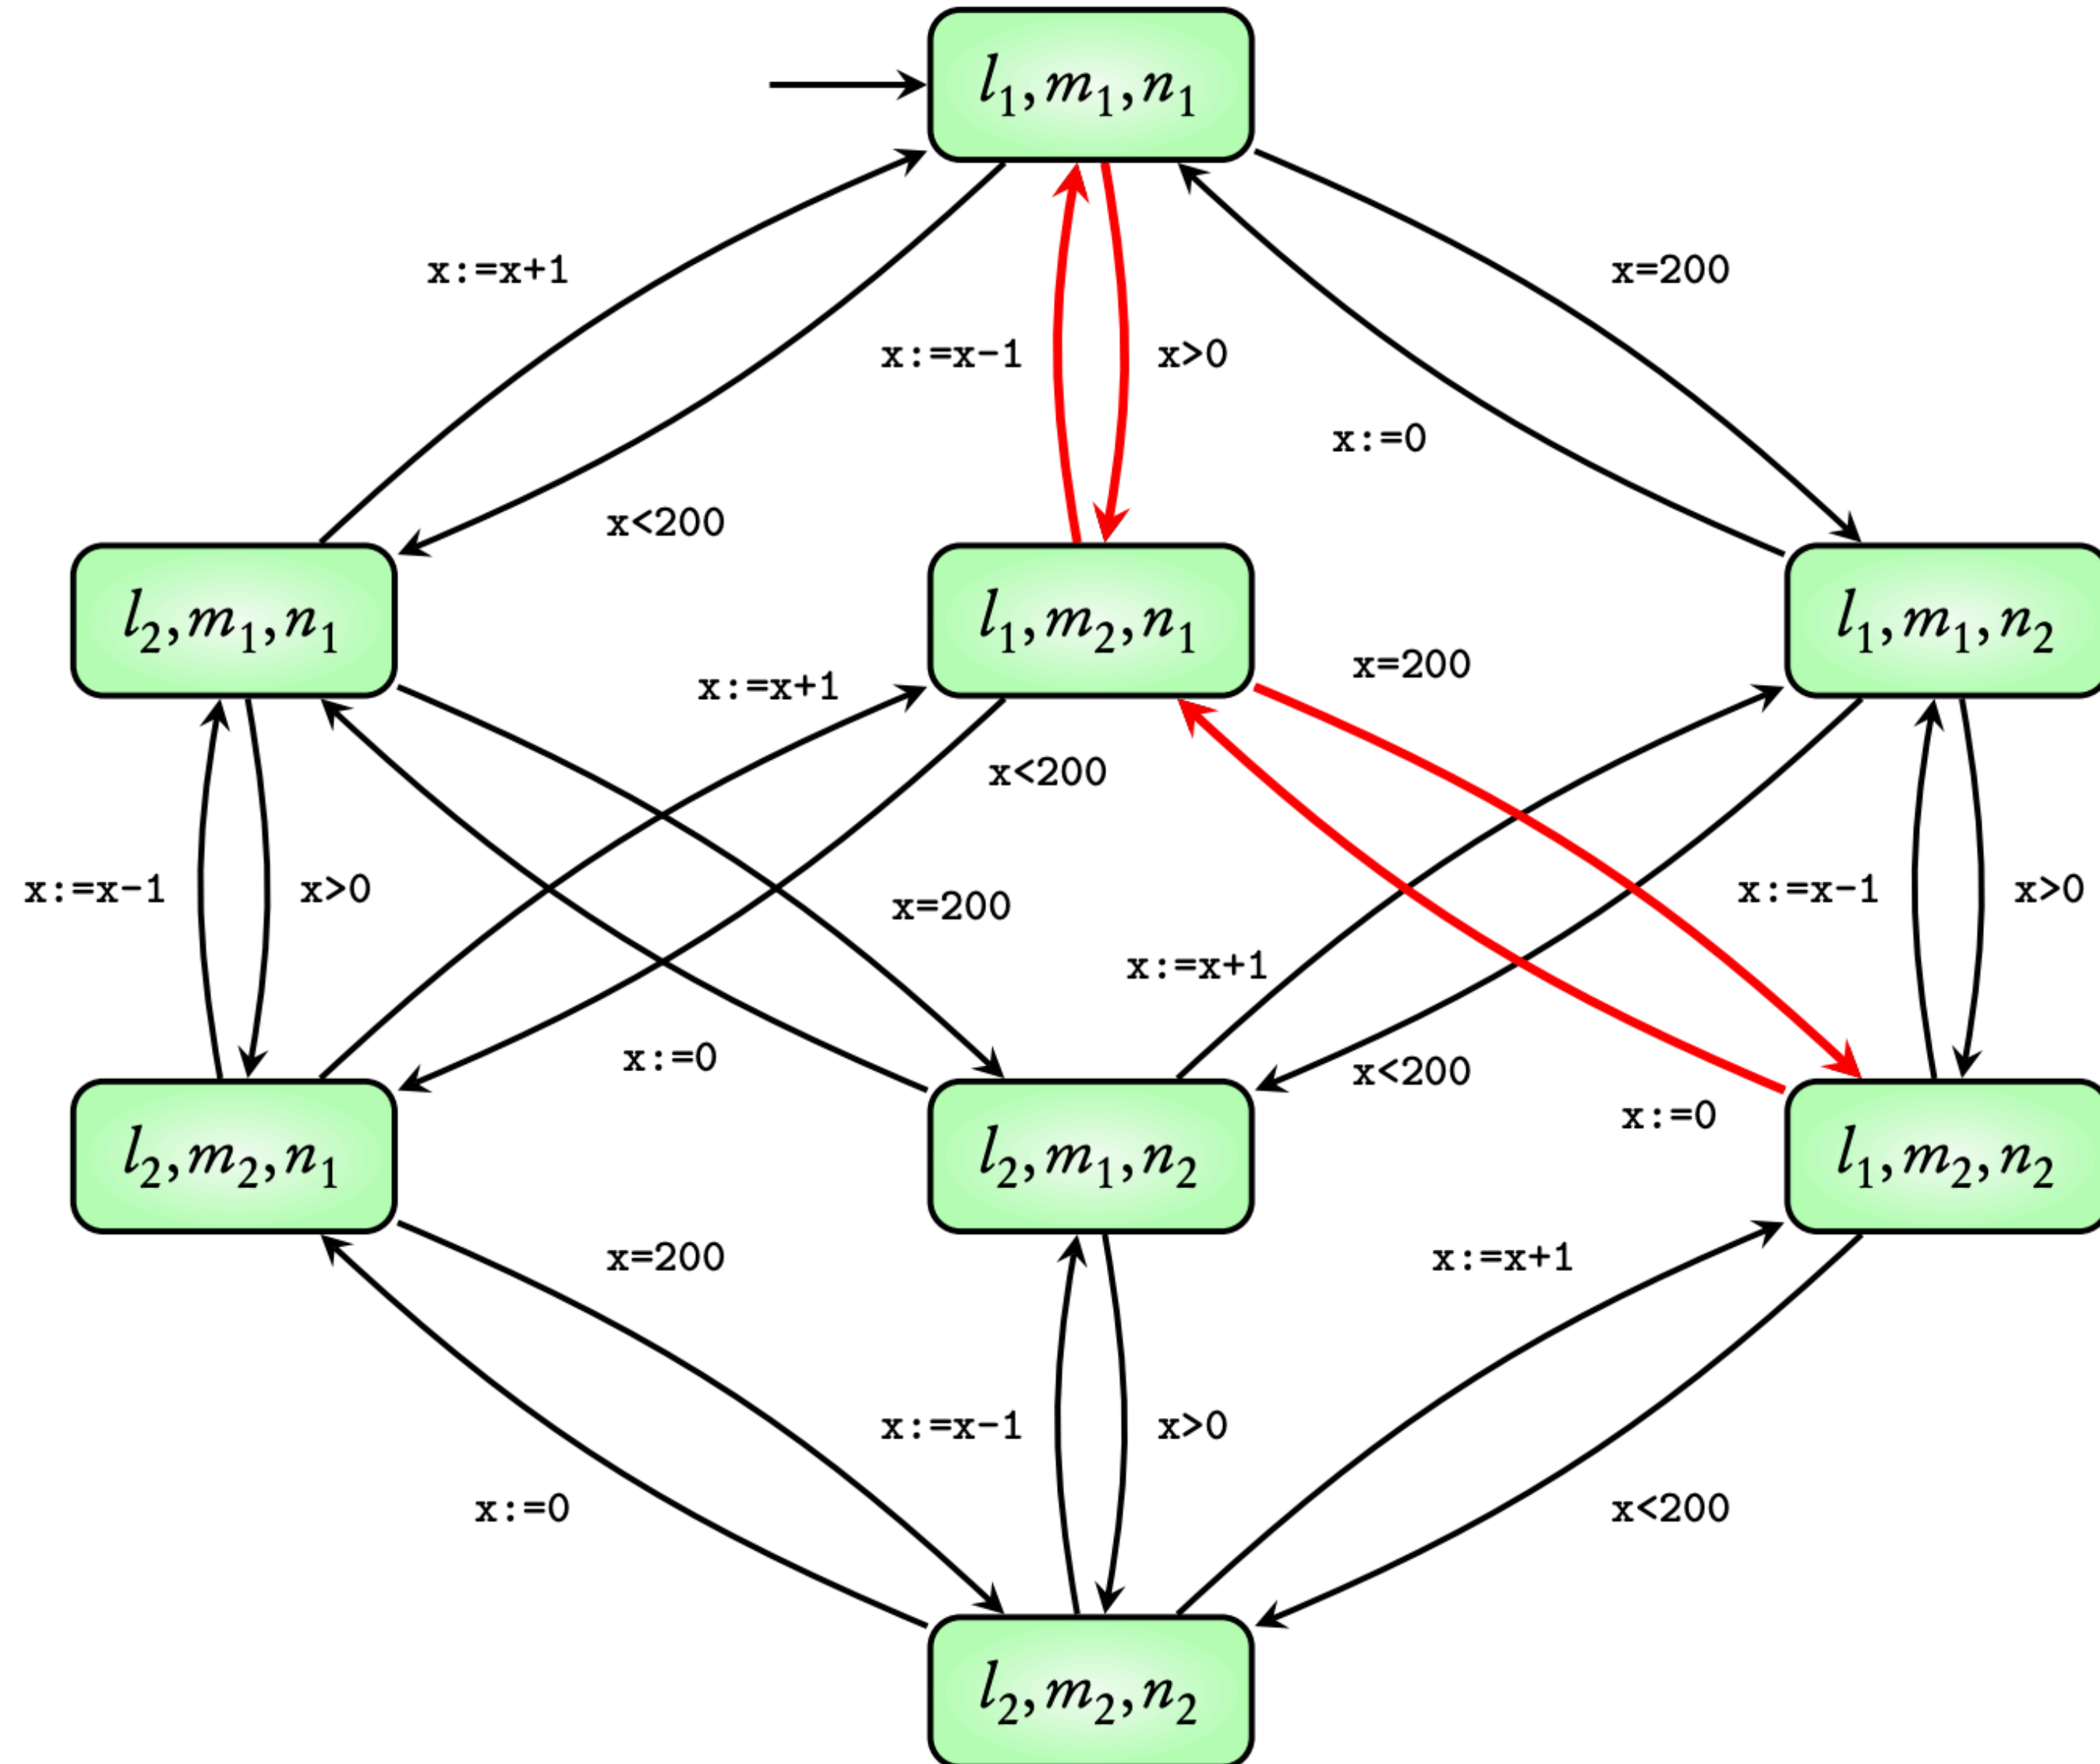 l₁,m₁,n₁
x:=x+1
x=200
x:=x-1
x>0
x:=0
x<200
l₂,m₁,n₁
l₁,m₂,n₁
l₁,m₁,n₂
x=200
x:=x+1
x<200
x:=x-1
x>0
x=200
x:=x-1
x>0
x:=x+1
x:=0
x<200
x:=0
l₂,m₂,n₁
l₂,m₁,n₂
l₁,m₂,n₂
x=200
x:=x+1
x:=x-1
x>0
x:=0
x<200
l₂,m₂,n₂